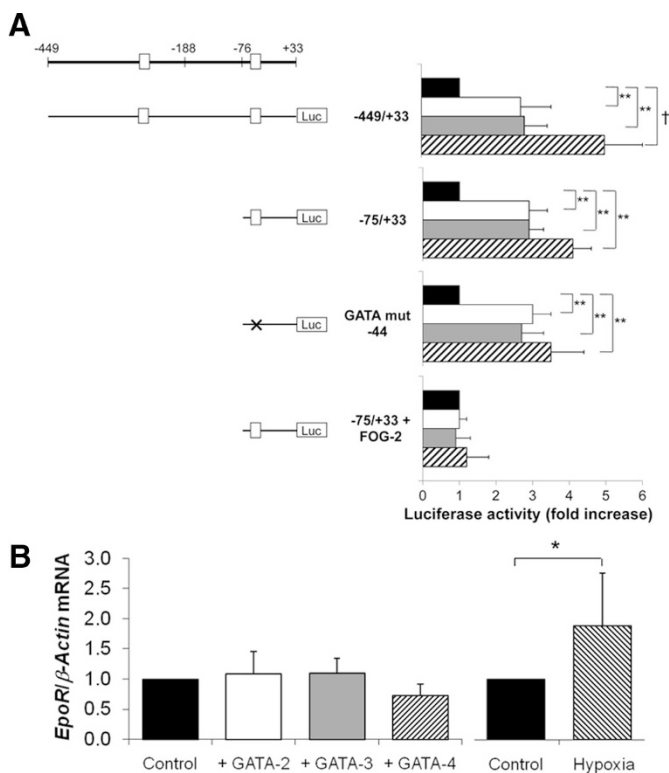 A
-449 -188 -76 +33
Luc -449/+33 ** ** †
Luc -75/+33 ** ** **
Luc GATA mut
-44 ** ** **
Luc -75/+33 +
FOG-2
0 1 2 3 4 5 6
Luciferase activity (fold increase)
B
EpoR/β-Actin mRNA
3.0
2.5
2.0
1.5
1.0
0.5
0.0
*
Control + GATA-2 + GATA-3 + GATA-4 Control Hypoxia